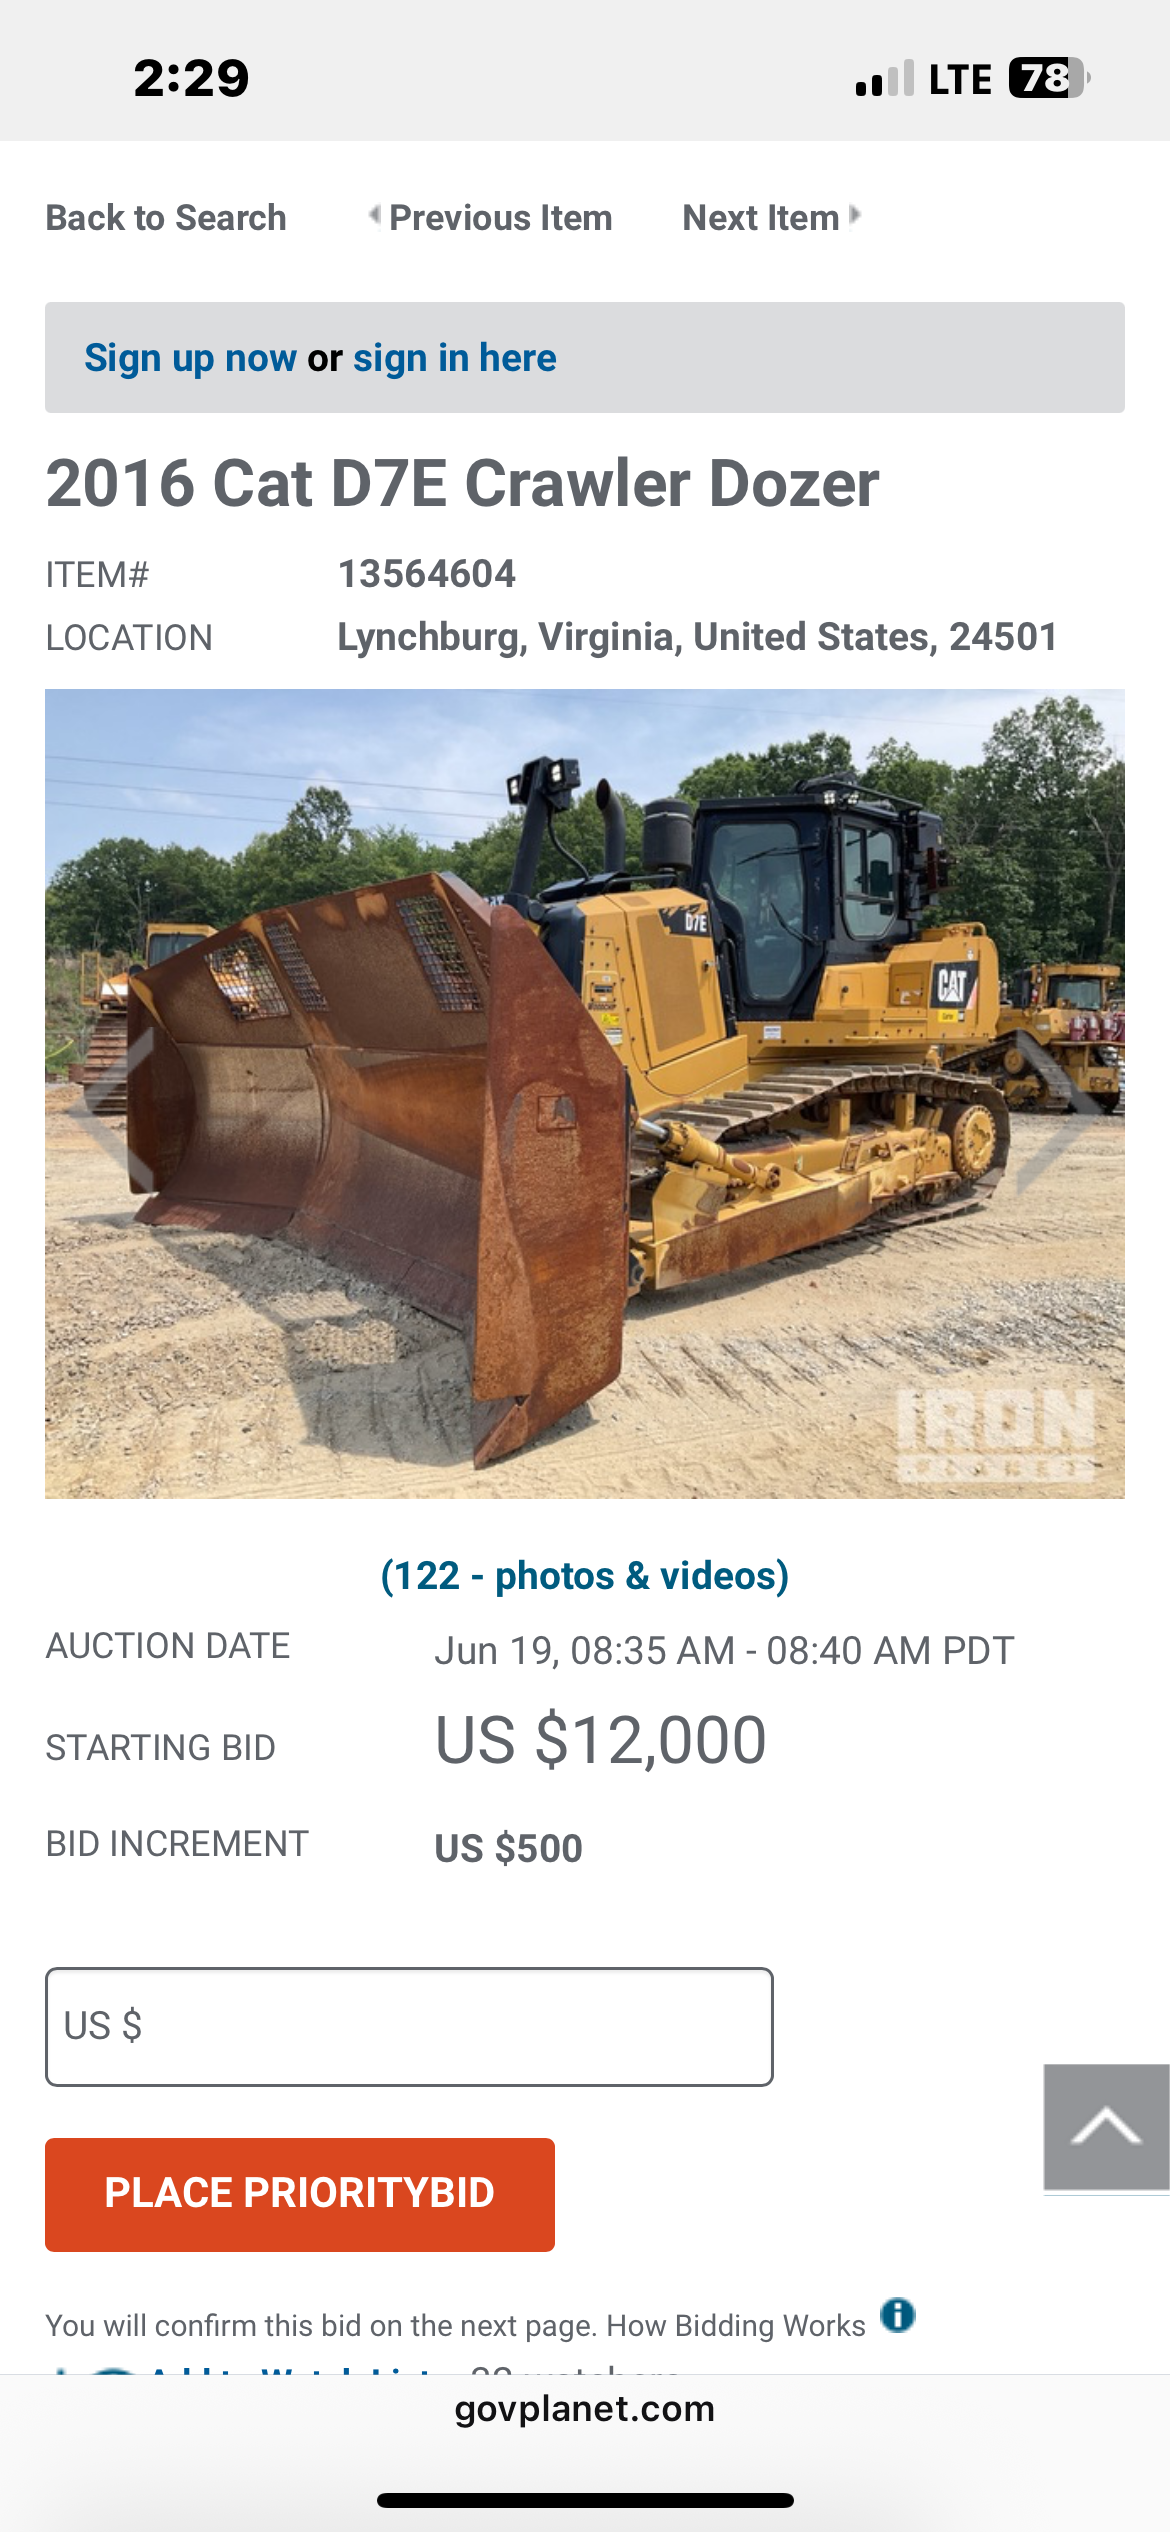 2:29
LTE 78
Back to Search Previous Item Next Item
Sign up now or sign in here
2016 Cat D7E Crawler Dozer
ITEM# 13564604
LOCATION Lynchburg, Virginia, United States, 24501
D7E
CAT
IRON
(122 - photos & videos)
AUCTION DATE Jun 19, 08:35 AM - 08:40 AM PDT
STARTING BID US $12,000
BID INCREMENT US $500
US $
PLACE PRIORITYBID
You will confirm this bid on the next page. How Bidding Works
govplanet.com